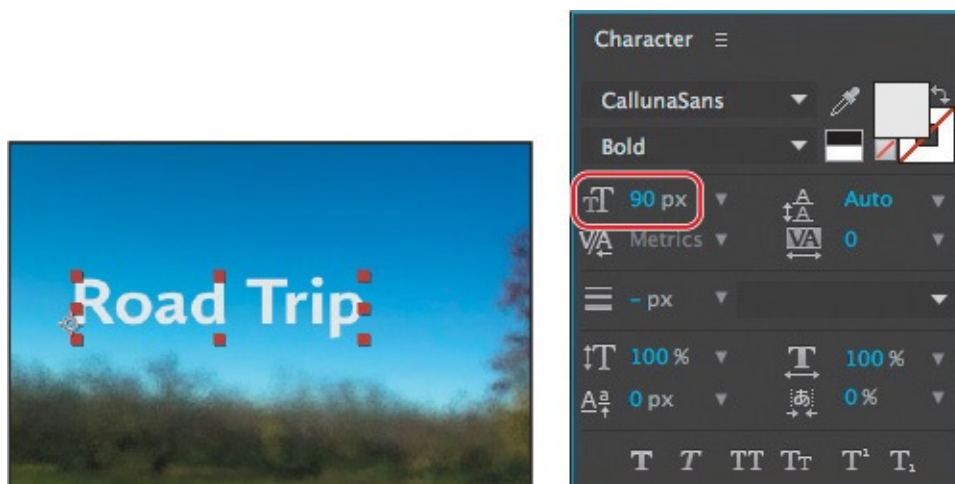 Road Trip
Character
CallunaSans
Bold
90 px
Auto
Metrics
0
- px
100 %
100 %
0 px
0 %
T T TT Tт T¹ T₁